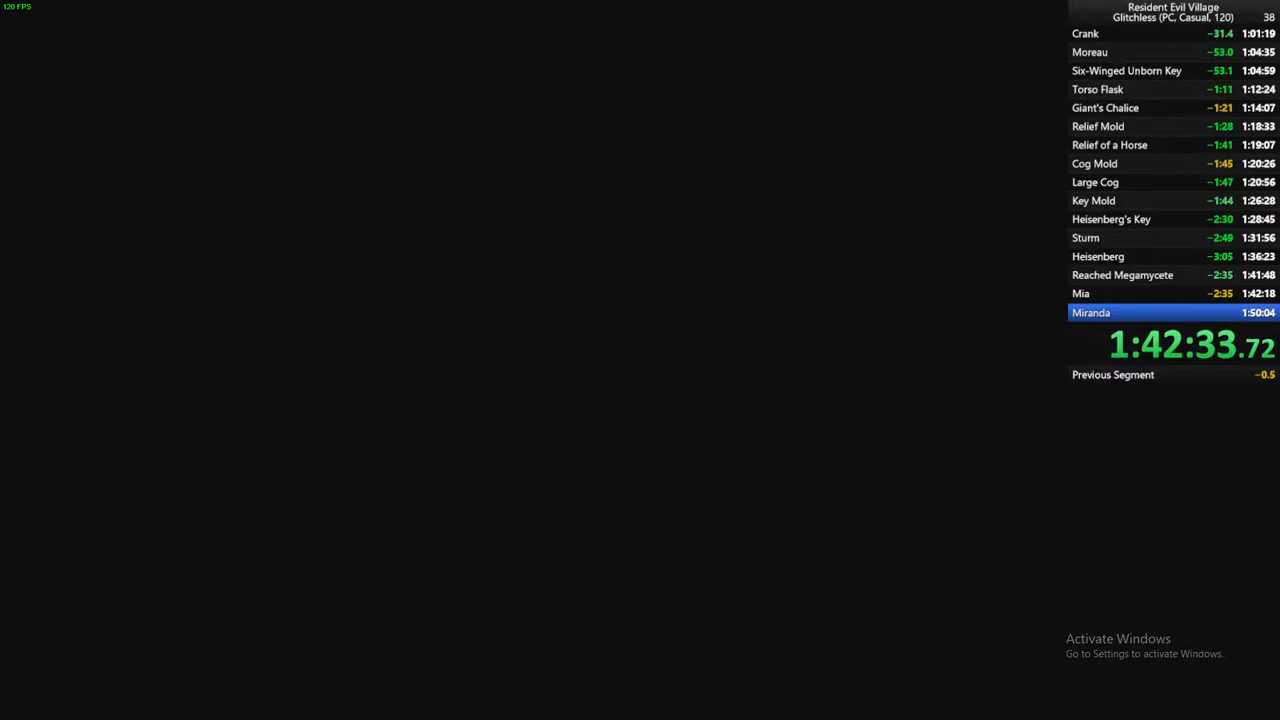 120 FPS
Resident Evil Village
Glitchless (PC, Casual, 120) 38
Crank −31.4 1:01:19
Moreau −53.0 1:04:35
Six-Winged Unborn Key −53.1 1:04:59
Torso Flask −1:11 1:12:24
Giant's Chalice −1:21 1:14:07
Relief Mold −1:28 1:18:33
Relief of a Horse −1:41 1:19:07
Cog Mold −1:45 1:20:26
Large Cog −1:47 1:20:56
Key Mold −1:44 1:26:28
Heisenberg's Key −2:30 1:28:45
Sturm −2:49 1:31:56
Heisenberg −3:05 1:36:23
Reached Megamycete −2:35 1:41:48
Mia −2:35 1:42:18
Miranda 1:50:04
1:42:33.72
Previous Segment −0.5
Activate Windows
Go to Settings to activate Windows.